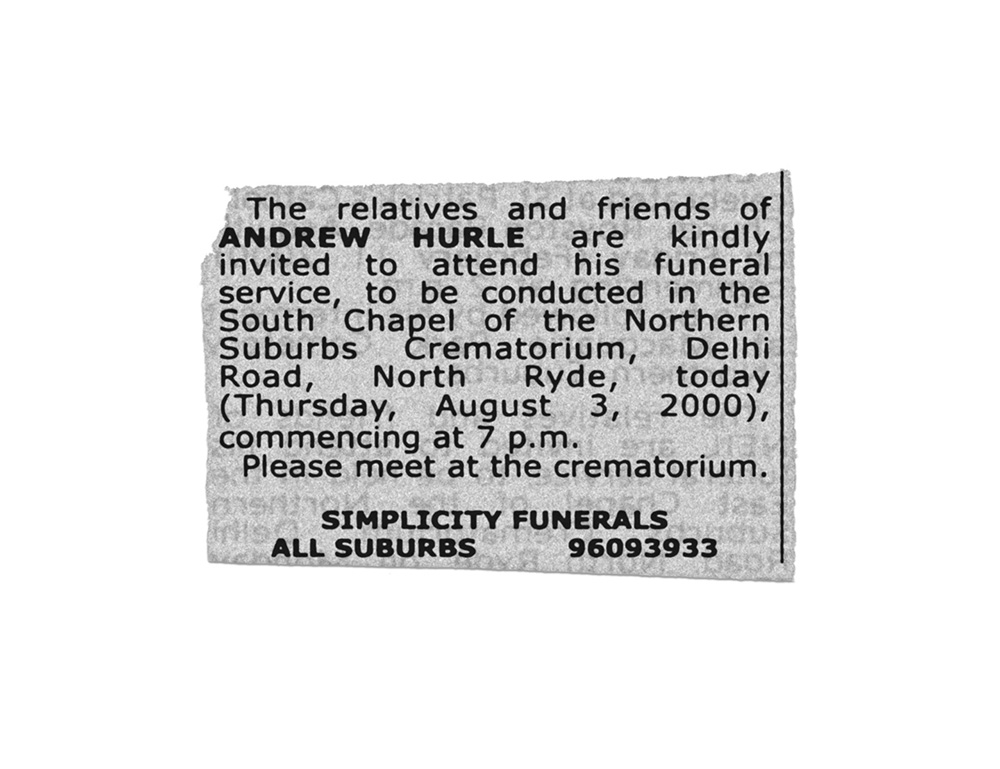 The relatives and friends of
ANDREW HURLE are kindly
invited to attend his funeral
service, to be conducted in the
South Chapel of the Northern
Suburbs Crematorium, Delhi
Road, North Ryde, today
(Thursday, August 3, 2000),
commencing at 7 p.m.
Please meet at the crematorium.
SIMPLICITY FUNERALS
ALL SUBURBS 96093933